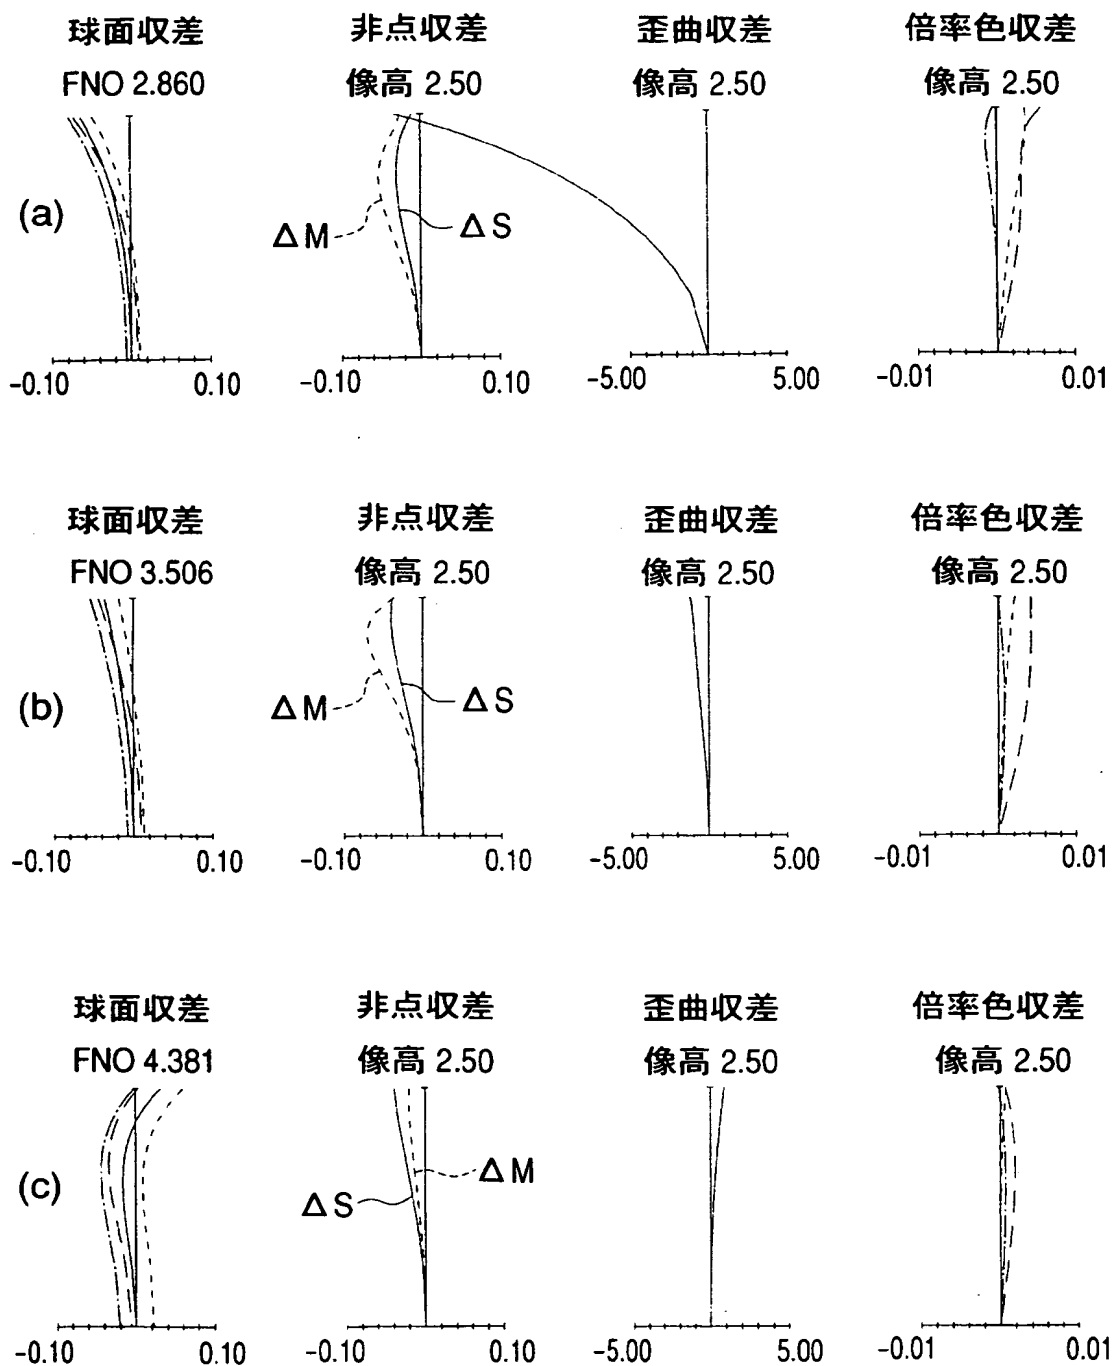 球面収差 非点収差 歪曲収差 倍率色収差
FNO 2.860 像高 2.50 像高 2.50 像高 2.50
(a)
ΔM ΔS
-0.10 0.10 -0.10 0.10 -5.00 5.00 -0.01 0.01
球面収差 非点収差 歪曲収差 倍率色収差
FNO 3.506 像高 2.50 像高 2.50 像高 2.50
(b)
ΔM ΔS
-0.10 0.10 -0.10 0.10 -5.00 5.00 -0.01 0.01
球面収差 非点収差 歪曲収差 倍率色収差
FNO 4.381 像高 2.50 像高 2.50 像高 2.50
(c)
ΔM
ΔS
-0.10 0.10 -0.10 0.10 -5.00 5.00 -0.01 0.01